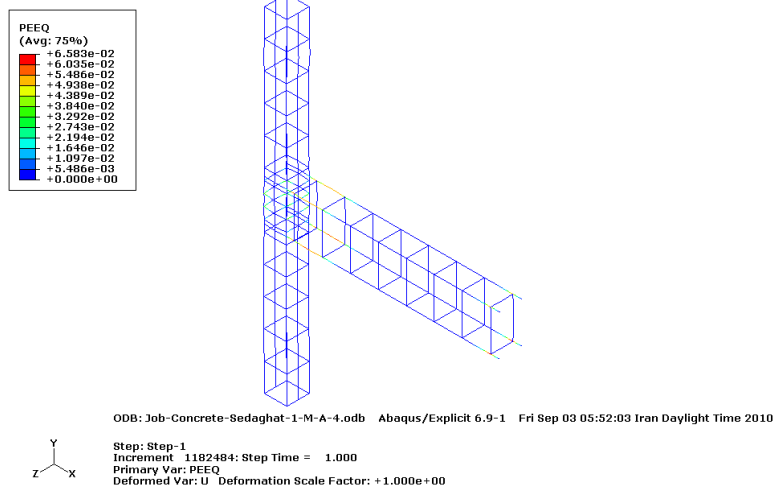 PEEQ
(Avg: 75%)
+6.583e-02
+6.035e-02
+5.486e-02
+4.938e-02
+4.389e-02
+3.840e-02
+3.292e-02
+2.743e-02
+2.194e-02
+1.646e-02
+1.097e-02
+5.486e-03
+0.000e+00
ODB: Job-Concrete-Sedaghat-1-M-A-4.odb Abaqus/Explicit 6.9-1 Fri Sep 03 05:52:03 Iran Daylight Time 2010
Y
Z X
Step: Step-1
Increment 1182484: Step Time = 1.000
Primary Var: PEEQ
Deformed Var: U Deformation Scale Factor: +1.000e+00